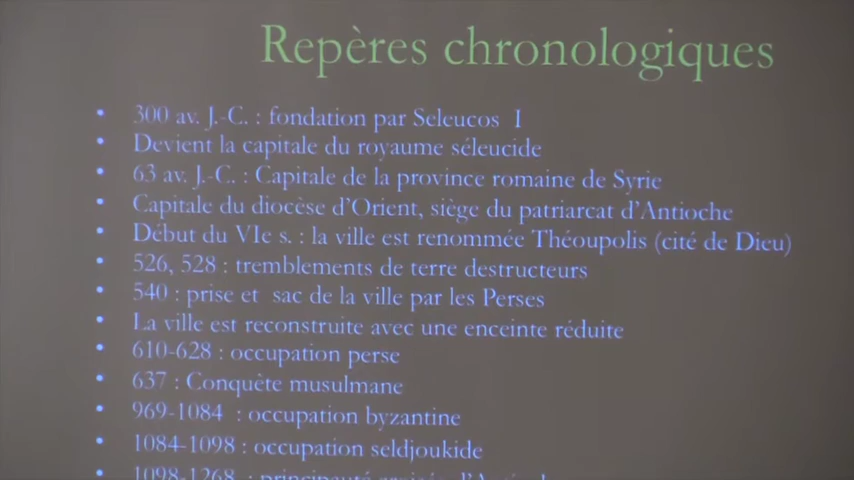 Repères chronologiques
• 300 av. J.-C. : fondation par Seleucos I
• Devient la capitale du royaume séleucide
• 63 av. J.-C. : Capitale de la province romaine de Syrie
• Capitale du diocèse d'Orient, siège du patriarcat d'Antioche
• Début du VIe s. : la ville est renommée Théoupolis (cité de Dieu)
• 526, 528 : tremblements de terre destructeurs
• 540 : prise et sac de la ville par les Perses
• La ville est reconstruite avec une enceinte réduite
• 610-628 : occupation perse
• 637 : Conquête musulmane
• 969-1084 : occupation byzantine
• 1084-1098 : occupation seldjoukide
• 1098-1268 : principauté